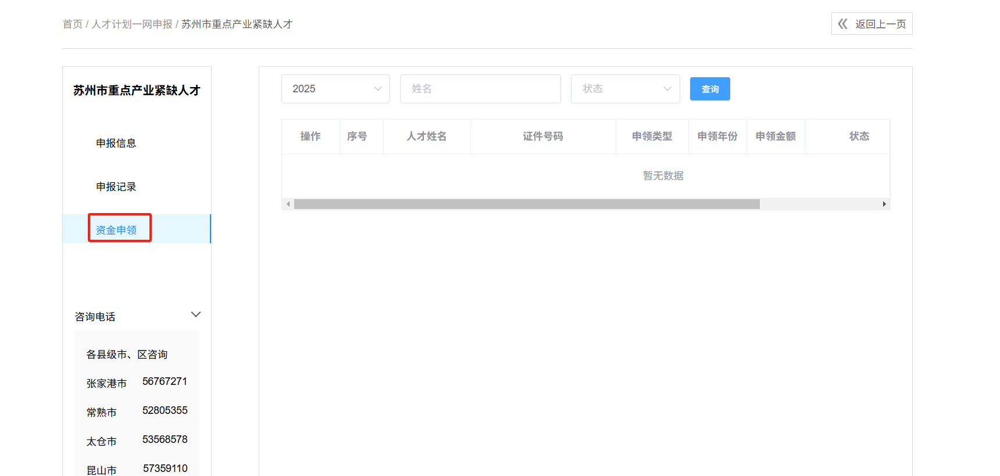 首页 / 人才计划一网申报 / 苏州市重点产业紧缺人才
返回上一页
苏州市重点产业紧缺人才
申报信息
申报记录
资金申领
咨询电话
各县级市、区咨询
张家港市 56767271
常熟市 52805355
太仓市 53568578
昆山市 57359110
2025 姓名 状态 查询
操作 序号 人才姓名 证件号码 申领类型 申领年份 申领金额 状态
暂无数据